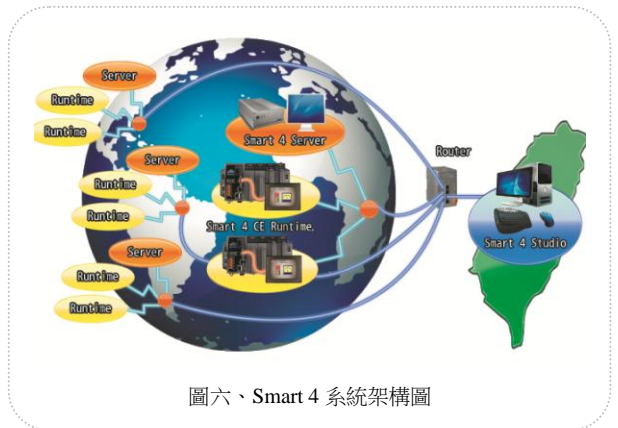 Server
Runtime
Runtime
Smart 4 Server
Router
Server
Runtime
Runtime
Smart 4 CE Runtime.
Smart 4 Studio
Server
Runtime
Runtime
圖六、Smart 4 系統架構圖